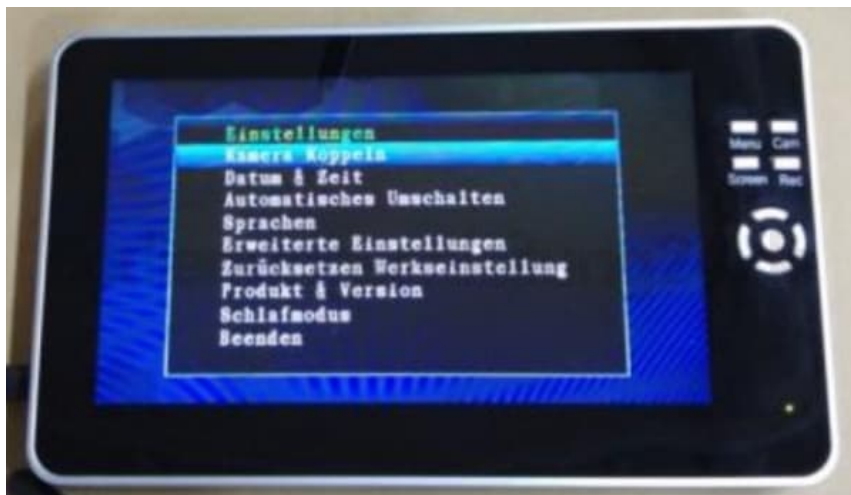 Einstellungen
Kamera Koppeln
Datum & Zeit
Automatisches Umschalten
Sprachen
Erweiterte Einstellungen
Zurücksetzen Werkseinstellung
Produkt & Version
Schlafmodus
Beenden
Menu Cam
Screen Rec